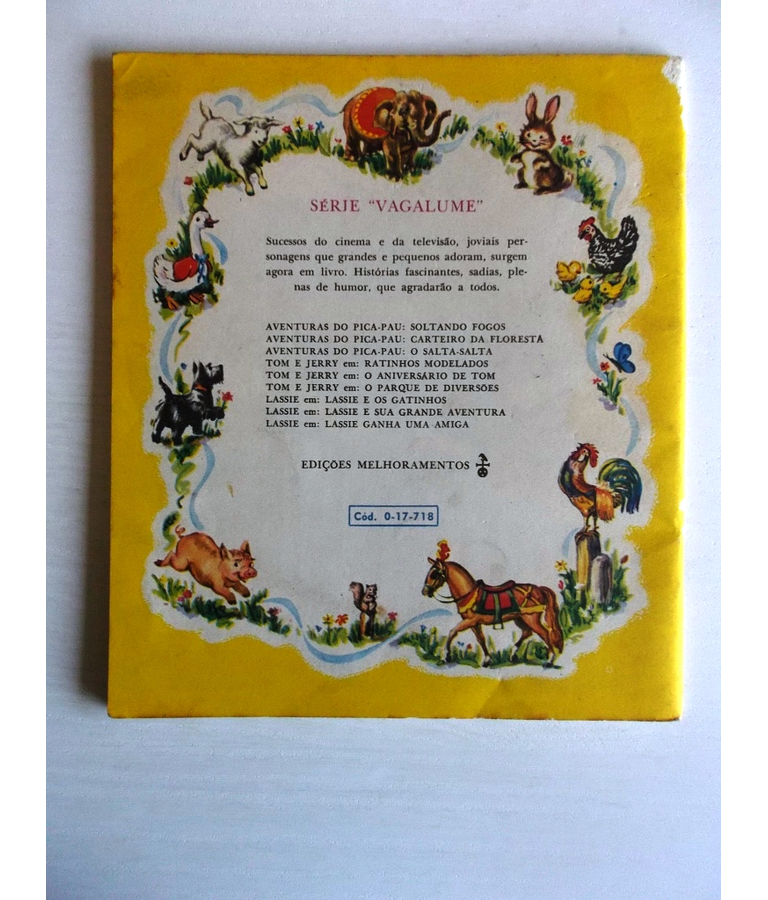 SÉRIE "VAGALUME"
Sucessos do cinema e da televisão, joviais per-
sonagens que grandes e pequenos adoram, surgem
agora em livro. Histórias fascinantes, sadias, ple-
nas de humor, que agradarão a todos.
AVENTURAS DO PICA-PAU: SOLTANDO FOGOS
AVENTURAS DO PICA-PAU: CARTEIRO DA FLORESTA
AVENTURAS DO PICA-PAU: O SALTA-SALTA
TOM E JERRY em: RATINHOS MODELADOS
TOM E JERRY em: O ANIVERSÁRIO DE TOM
TOM E JERRY em: O PARQUE DE DIVERSÕES
LASSIE em: LASSIE E OS GATINHOS
LASSIE em: LASSIE E SUA GRANDE AVENTURA
LASSIE em: LASSIE GANHA UMA AMIGA
EDIÇÕES MELHORAMENTOS
Cód. 0-17-718